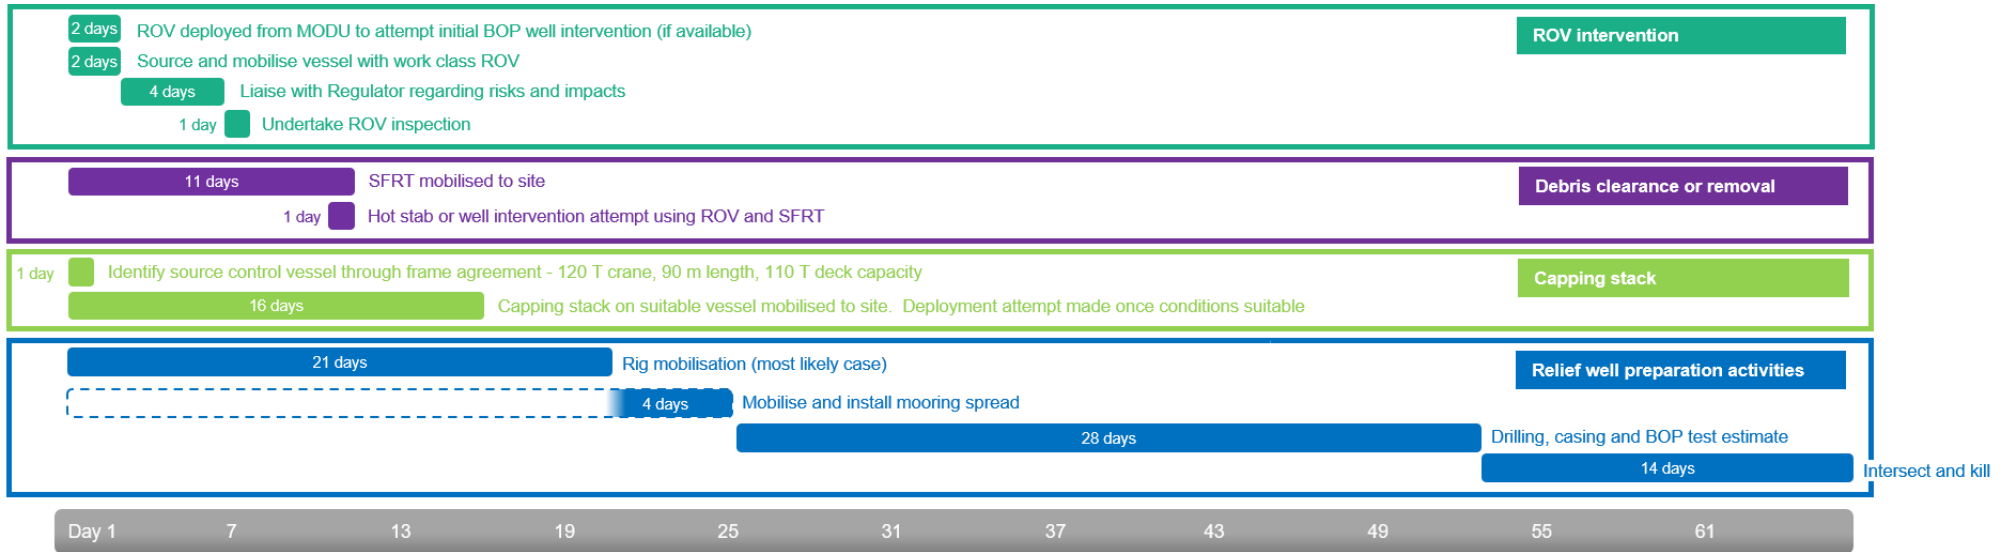 2 days ROV deployed from MODU to attempt initial BOP well intervention (if available)
ROV intervention
2 days Source and mobilise vessel with work class ROV
4 days Liaise with Regulator regarding risks and impacts
1 day Undertake ROV inspection
11 days SFRT mobilised to site
Debris clearance or removal
1 day Hot stab or well intervention attempt using ROV and SFRT
1 day Identify source control vessel through frame agreement - 120 T crane, 90 m length, 110 T deck capacity
Capping stack
16 days Capping stack on suitable vessel mobilised to site. Deployment attempt made once conditions suitable
21 days Rig mobilisation (most likely case)
Relief well preparation activities
4 days Mobilise and install mooring spread
28 days Drilling, casing and BOP test estimate
14 days Intersect and kill
Day 1 7 13 19 25 31 37 43 49 55 61